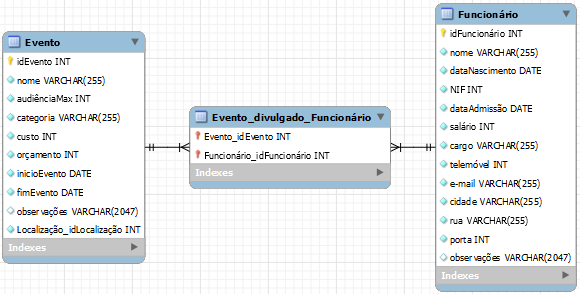 Evento
idEvento INT
nome VARCHAR(255)
audiênciaMax INT
categoria VARCHAR(255)
custo INT
orçamento INT
inicioEvento DATE
fimEvento DATE
observações VARCHAR(2047)
Localização_idLocalização INT
Indexes
Evento_divulgado_Funcionário
Evento_idEvento INT
Funcionário_idFuncionário INT
Indexes
Funcionário
idFuncionário INT
nome VARCHAR(255)
dataNascimento DATE
NIF INT
dataAdmissão DATE
salário INT
cargo VARCHAR(255)
telemóvel INT
e-mail VARCHAR(255)
cidade VARCHAR(255)
rua VARCHAR(255)
porta INT
observações VARCHAR(2047)
Indexes